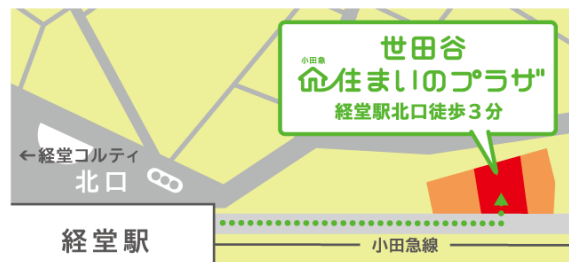 世田谷
小田急
住まいのプラザ
経堂駅北口徒歩3分
←経堂コルティ
北口
経堂駅
小田急線